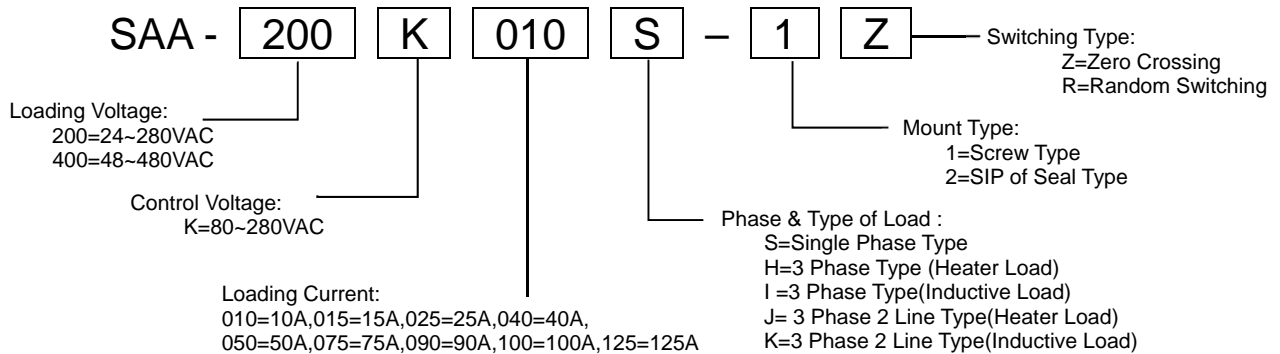 SAA - 200 K 010 S – 1 Z
Switching Type:
Z=Zero Crossing
R=Random Switching
Loading Voltage:
200=24~280VAC
400=48~480VAC
Mount Type:
1=Screw Type
2=SIP of Seal Type
Control Voltage:
K=80~280VAC
Phase & Type of Load :
S=Single Phase Type
H=3 Phase Type (Heater Load)
I =3 Phase Type(Inductive Load)
J= 3 Phase 2 Line Type(Heater Load)
K=3 Phase 2 Line Type(Inductive Load)
Loading Current:
010=10A,015=15A,025=25A,040=40A,
050=50A,075=75A,090=90A,100=100A,125=125A